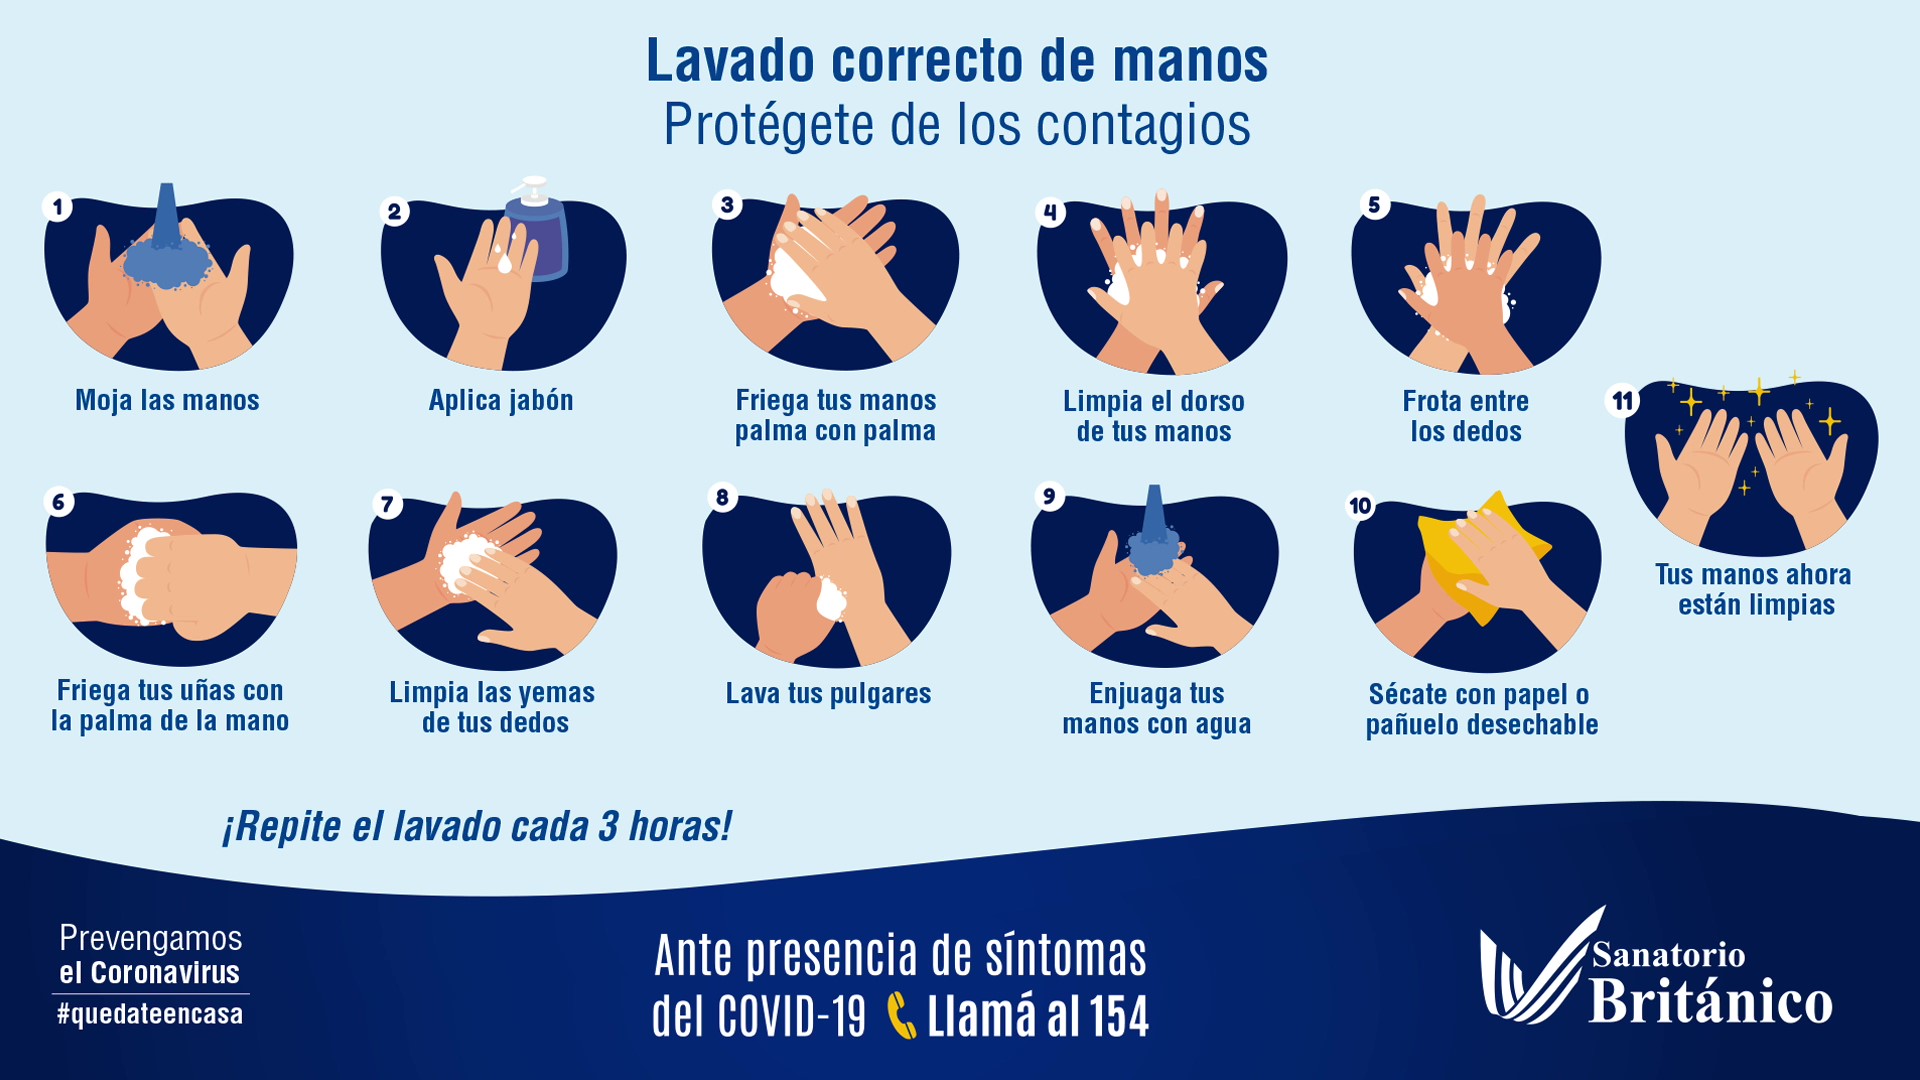 Lavado correcto de manos
Protégete de los contagios
1
Moja las manos
2
Aplica jabón
3
Friega tus manos
palma con palma
4
Limpia el dorso
de tus manos
5
Frota entre
los dedos
6
Friega tus uñas con
la palma de la mano
7
Limpia las yemas
de tus dedos
8
Lava tus pulgares
9
Enjuaga tus
manos con agua
10
Sécate con papel o
pañuelo desechable
11
Tus manos ahora
están limpias
¡Repite el lavado cada 3 horas!
Prevengamos
el Coronavirus
#quedateencasa
Ante presencia de síntomas
del COVID-19 Llamá al 154
Sanatorio
Británico